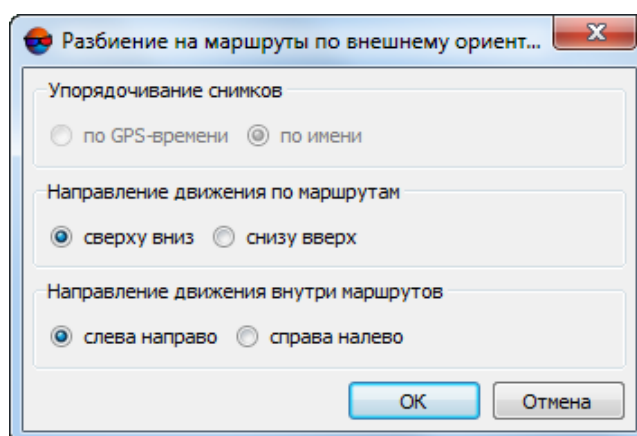 Разбиение на маршруты по внешнему ориент...
Упорядочивание снимков
по GPS-времени по имени
Направление движения по маршрутам
сверху вниз снизу вверх
Направление движения внутри маршрутов
слева направо справа налево
OK Отмена